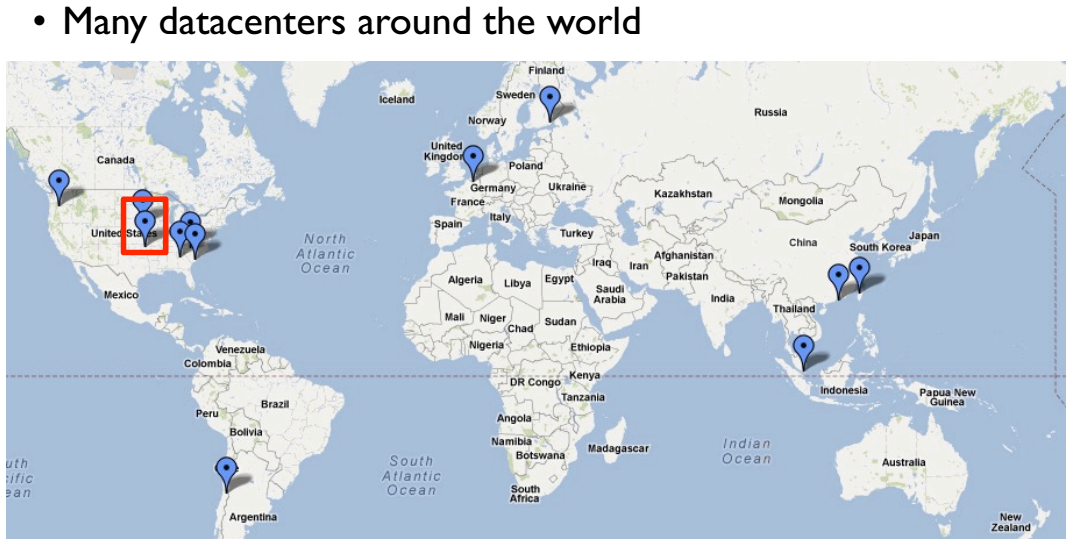 • Many datacenters around the world
Finland
Iceland
Sweden
Norway
Russia
United
Kingdom
Canada
Poland
Germany
Ukraine
Kazakhstan
Mongolia
France
Italy
Spain
United States
North
Atlantic
Ocean
Turkey
China
South Korea
Japan
Iraq
Iran
Afghanistan
Pakistan
Algeria
Libya
Egypt
Saudi
Arabia
Mexico
India
Thailand
Mali
Niger
Chad
Sudan
Nigeria
Ethiopia
Venezuela
Colombia
DR Congo
Kenya
Tanzania
Indonesia
Papua New
Guinea
Brazil
Peru
Angola
Bolivia
Namibia
Botswana
Madagascar
Indian
Ocean
Australia
uth
cific
ean
South
Atlantic
Ocean
South
Africa
Argentina
New
Zealand